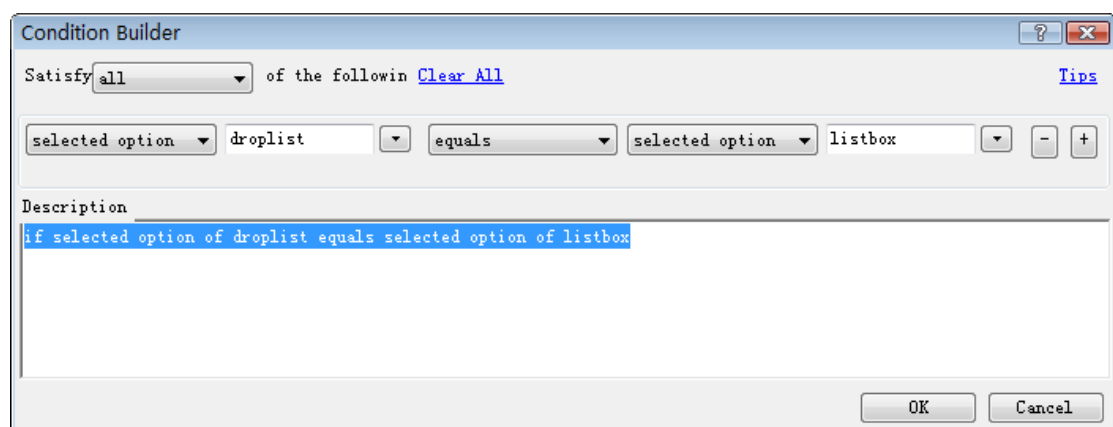 Condition Builder
Satisfy all of the followin Clear All Tips
selected option droplist equals selected option listbox - +
Description
if selected option of droplist equals selected option of listbox
OK Cancel